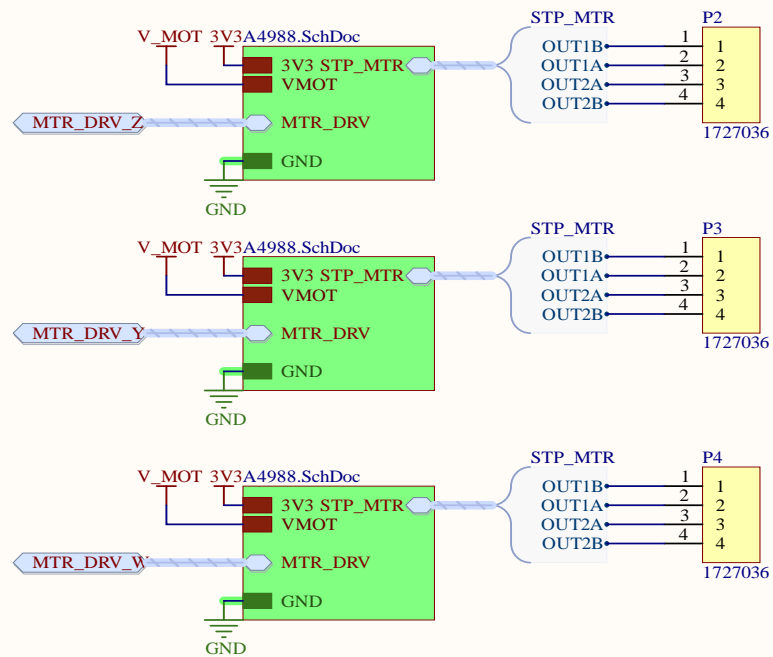 STP_MTR P2
V_MOT 3V3 A4988.SchDoc
OUT1B 1 1
3V3 STP_MTR OUT1A 2 2
VMOT OUT2A 3 3
OUT2B 4 4
MTR_DRV_Z MTR_DRV
1727036
GND
GND
STP_MTR P3
V_MOT 3V3 A4988.SchDoc
OUT1B 1 1
3V3 STP_MTR OUT1A 2 2
VMOT OUT2A 3 3
OUT2B 4 4
MTR_DRV_Y MTR_DRV
1727036
GND
GND
STP_MTR P4
V_MOT 3V3 A4988.SchDoc
OUT1B 1 1
3V3 STP_MTR OUT1A 2 2
VMOT OUT2A 3 3
OUT2B 4 4
MTR_DRV_W MTR_DRV
1727036
GND
GND